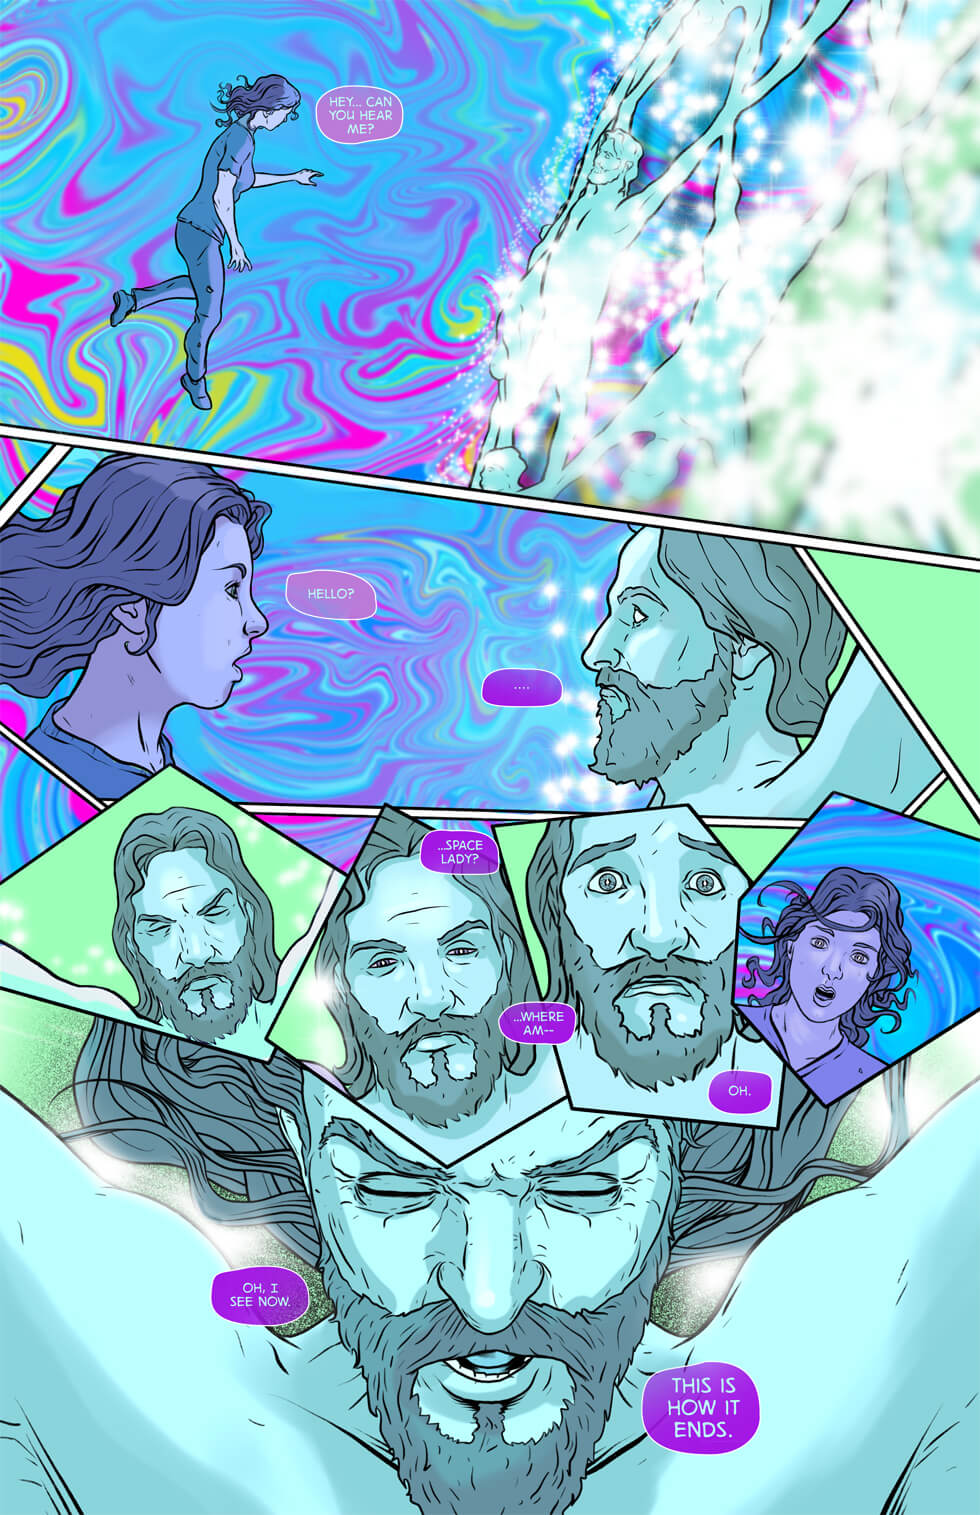 HEY... CAN
YOU HEAR
ME?
HELLO?
....
...SPACE
LADY?
...WHERE
AM--
OH.
OH, I
SEE NOW.
THIS IS
HOW IT
ENDS.